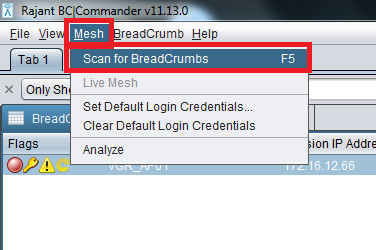 Rajant BC|Commander v11.13.0
File View Mesh BreadCrumb Help
Tab 1
Scan for BreadCrumbs F5
Live Mesh
Only Sho
Set Default Login Credentials...
Clear Default Login Credentials
BreadC
Analyze
Flags
sion IP Addre
VGR_AP01 172.16.12.66